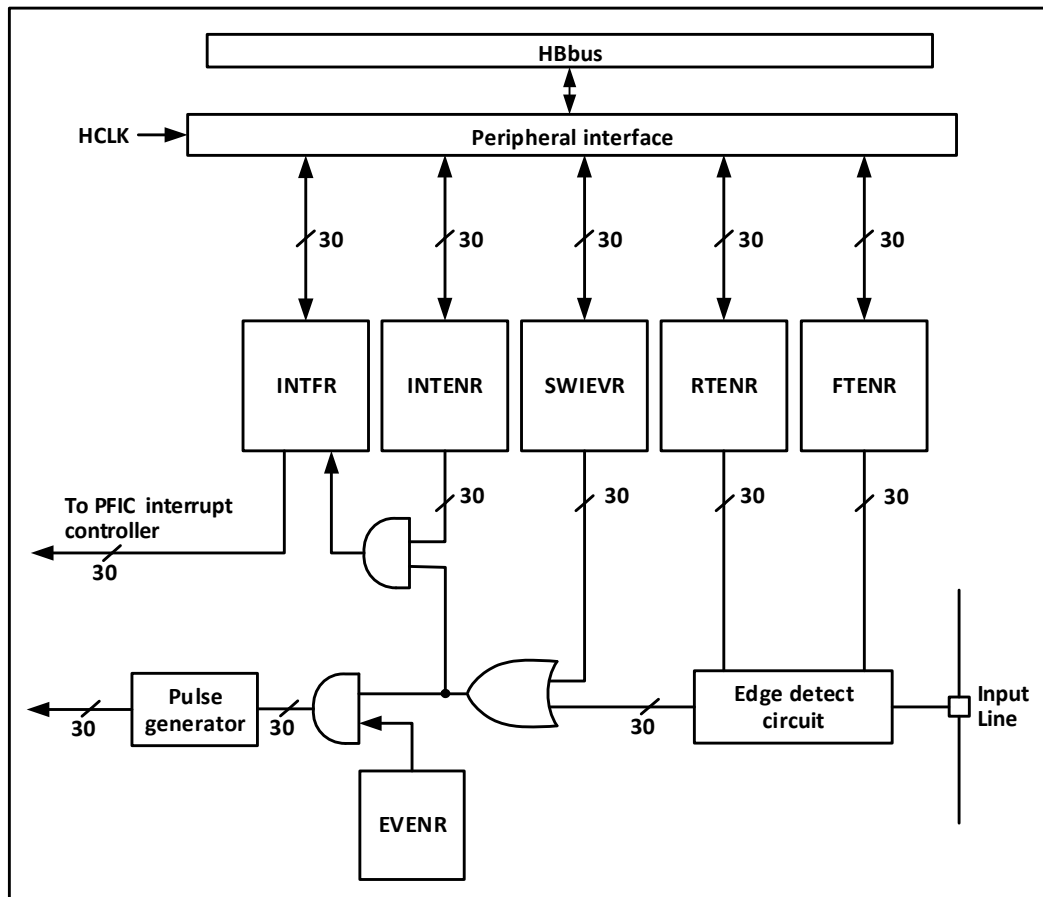 HBbus
HCLK
Peripheral interface
30
30
30
30
30
INTFR
INTENR
SWIEVR
RTENR
FTENR
30
30
30
30
To PFIC interrupt
controller
30
Pulse
generator
30
30
Edge detect
circuit
30
Input
Line
EVENR